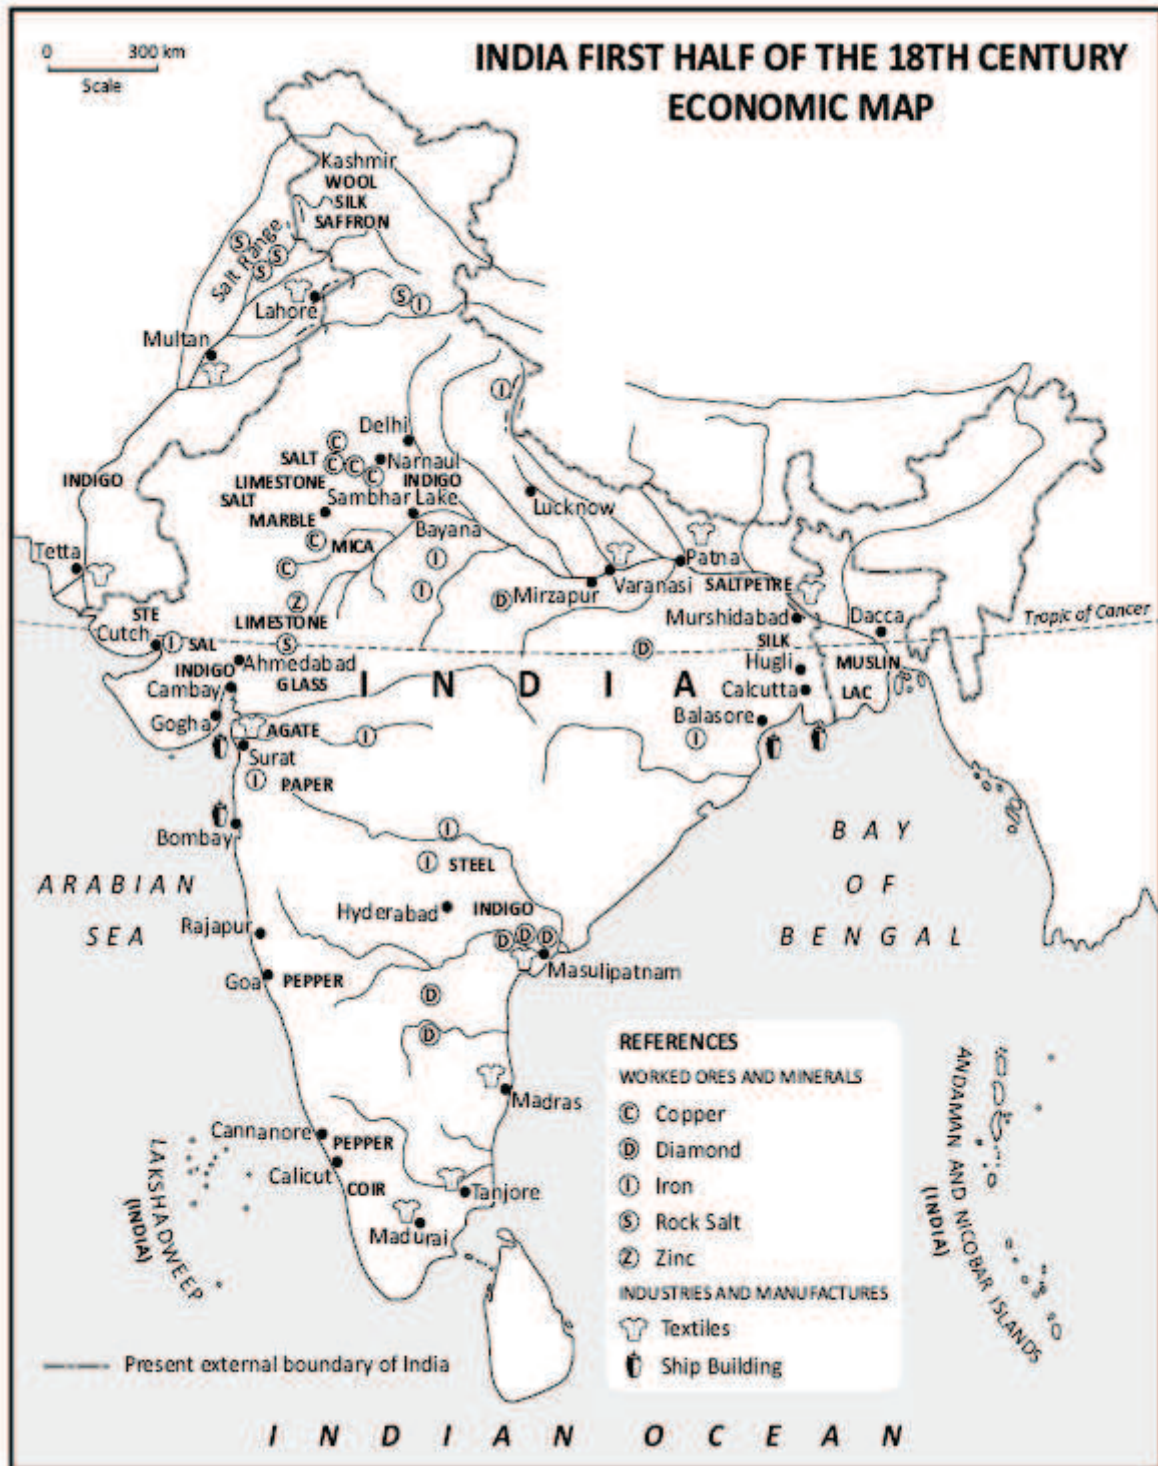 0 300 km
Scale
INDIA FIRST HALF OF THE 18TH CENTURY
ECONOMIC MAP
Kashmir
WOOL
SILK
SAFFRON
Salt Range
S
S
S
Lahore
S
I
Multan
I
Delhi
C
SALT
C
C
C
Narnaul
INDIGO
LIMESTONE
INDIGO
SALT
Sambhar Lake
Lucknow
MARBLE
Bayana
C
MICA
Patna
Tetta
C
I
Varanasi
SALTPETRE
Z
I
D
Mirzapur
STE
LIMESTONE
Murshidabad
Dacca
Tropic of Cancer
Cutch
I
SAL
S
D
SILK
INDIGO
Ahmedabad
Hugli
MUSLIN
Cambay
GLASS
INDIA
Calcutta
LAC
Gogha
Balasore
AGATE
I
I
Surat
I
PAPER
Bombay
I
I
STEEL
BAY
OF
BENGAL
ARABIAN
SEA
Hyderabad
INDIGO
Rajapur
D
D
D
Masulipatnam
Goa
PEPPER
D
D
Madras
Cannanore
PEPPER
Calicut
COIR
Tanjore
Madurai
LAKSHADWEEP
(INDIA)
ANDAMAN AND NICOBAR ISLANDS
(INDIA)
REFERENCES
WORKED ORES AND MINERALS
C Copper
D Diamond
I Iron
S Rock Salt
Z Zinc
INDUSTRIES AND MANUFACTURES
Textiles
Ship Building
Present external boundary of India
INDIAN OCEAN